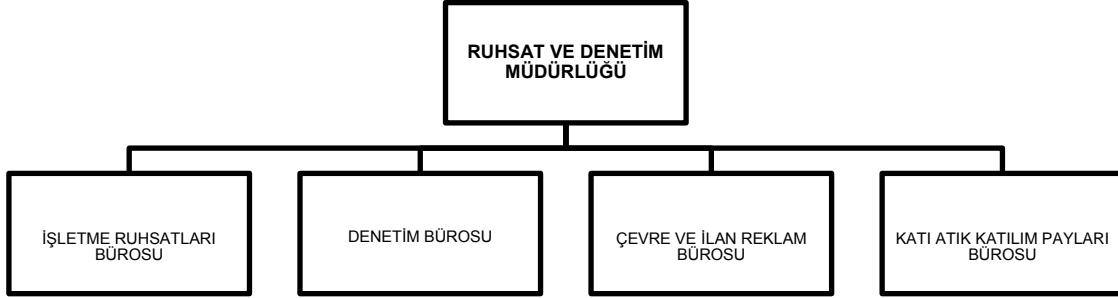 RUHSAT VE DENETİM
MÜDÜRLÜĞÜ
İŞLETME RUHSATLARI
BÜROSU
DENETİM BÜROSU
ÇEVRE VE İLAN REKLAM
BÜROSU
KATI ATIK KATILIM PAYLARI
BÜROSU